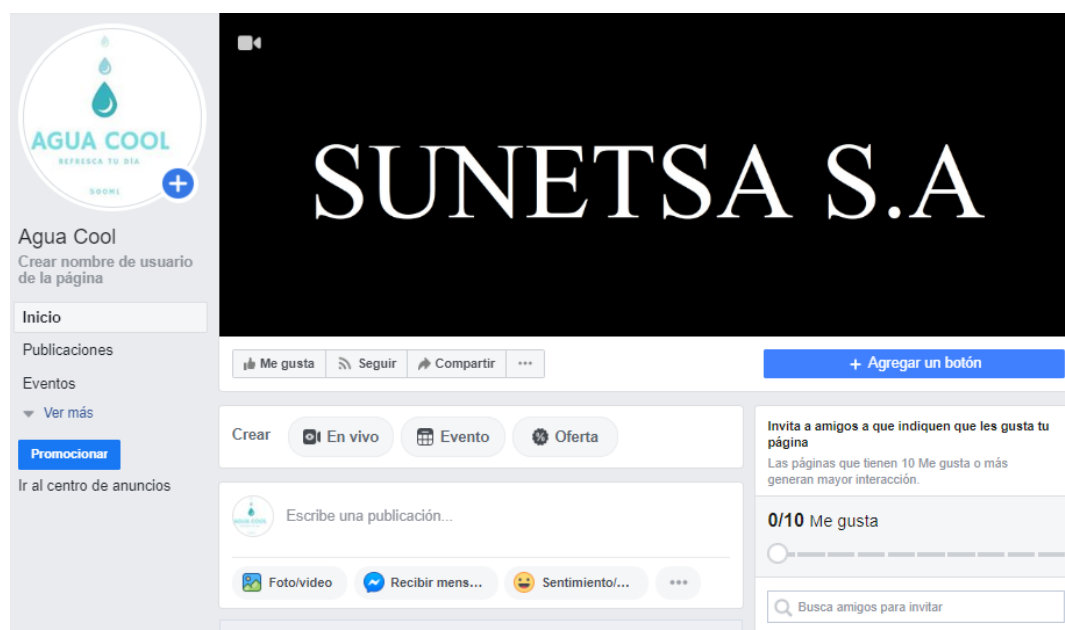 AGUA COOL
REFRESCA TU DÍA
500ML
Agua Cool
Crear nombre de usuario
de la página
Inicio
Publicaciones
Eventos
Ver más
Promocionar
Ir al centro de anuncios
SUNETSA S.A
Me gusta Seguir Compartir ...
+ Agregar un botón
Crear En vivo Evento Oferta
Escribe una publicación...
Foto/video Recibir mens... Sentimiento/... ...
Invita a amigos a que indiquen que les gusta tu
página
Las páginas que tienen 10 Me gusta o más
generan mayor interacción.
0/10 Me gusta
Busca amigos para invitar